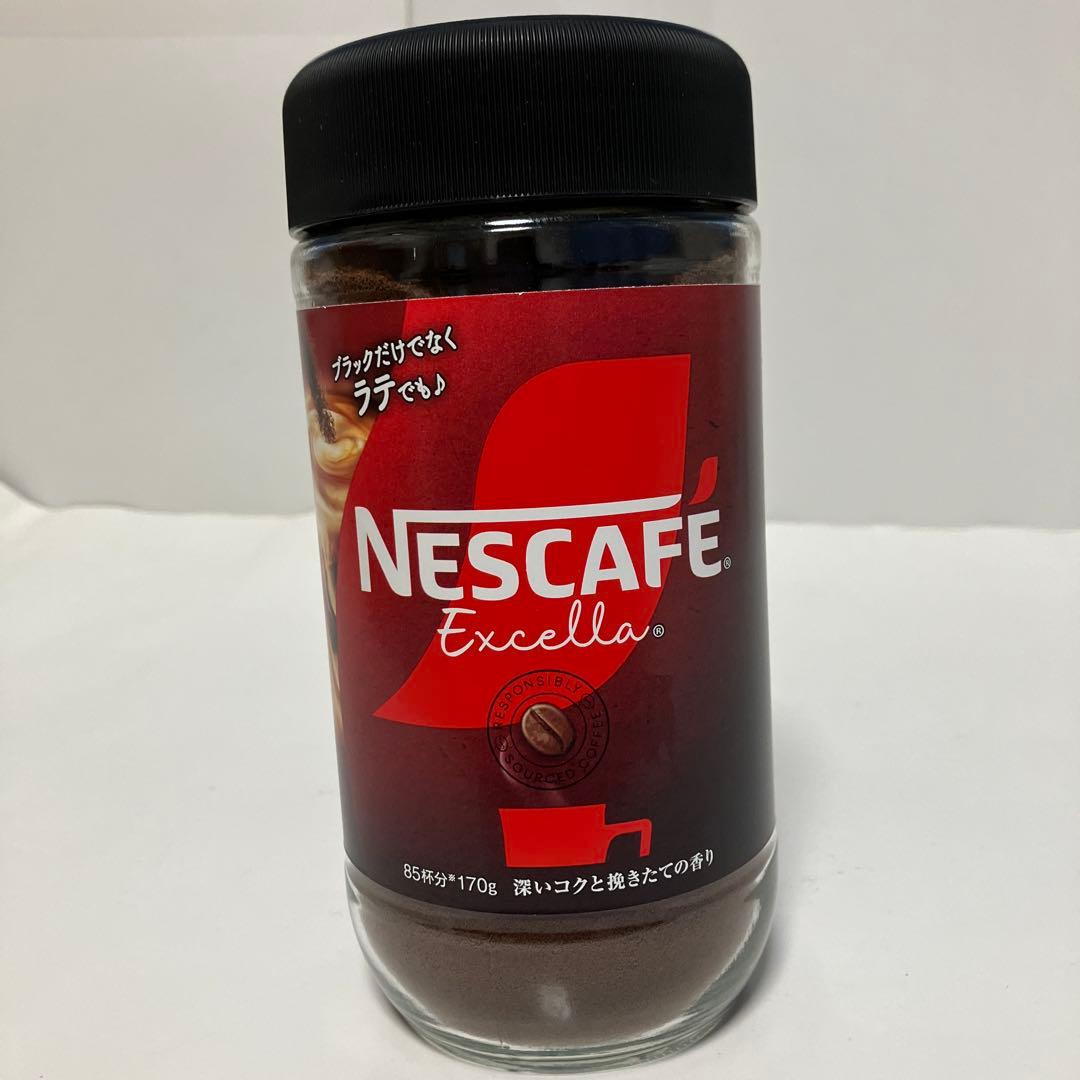 ブラックだけでなく
ラテでも♪
NESCAFÉ®
Excella®
RESPONSIBLY
SOURCED COFFEE
85杯分※170g 深いコクと挽きたての香り